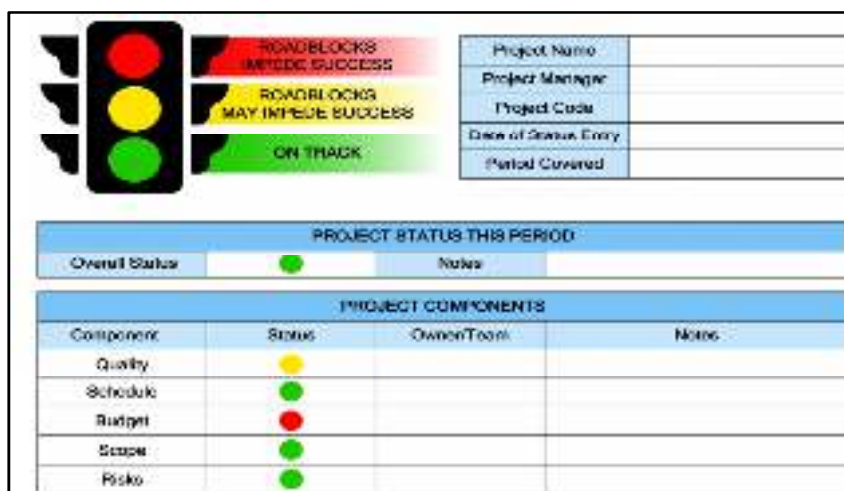 ROADBLOCKS
IMPEDE SUCCESS
ROADBLOCKS
MAY IMPEDE SUCCESS
ON TRACK
Project Name
Project Manager
Project Code
Date of Status Entry
Period Covered
PROJECT STATUS THIS PERIOD
Overall Status Notes
PROJECT COMPONENTS
Component Status Owner/Team Notes
Quality
Schedule
Budget
Scope
Risks